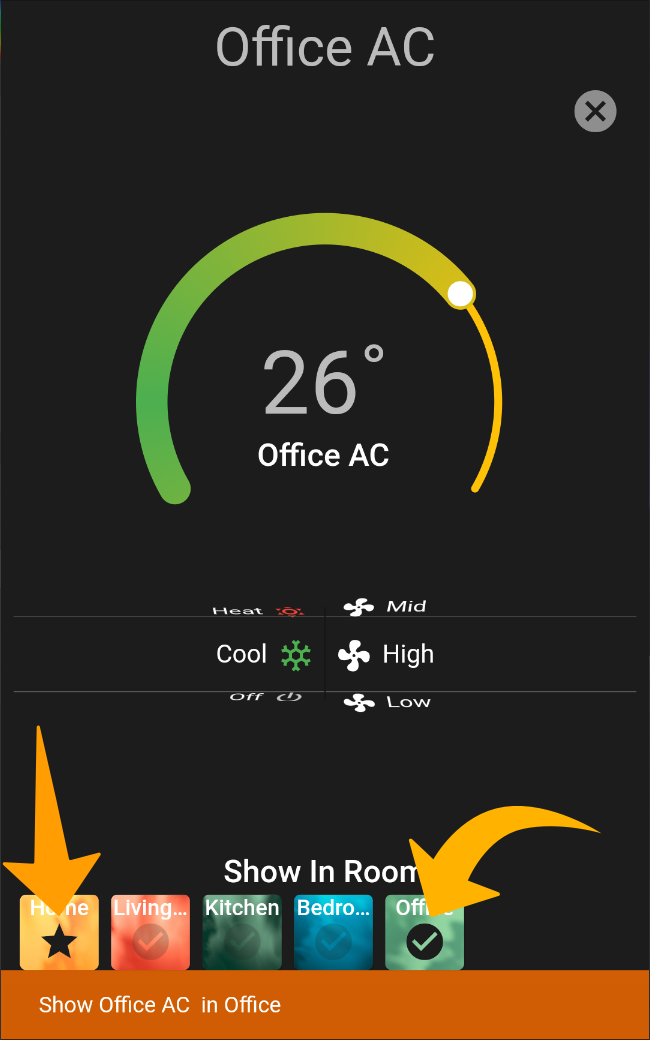 Office AC
26°
Office AC
Heat Mid
Cool High
Off Low
Show In Room
Home Living... Kitchen Bedro... Office
Show Office AC in Office